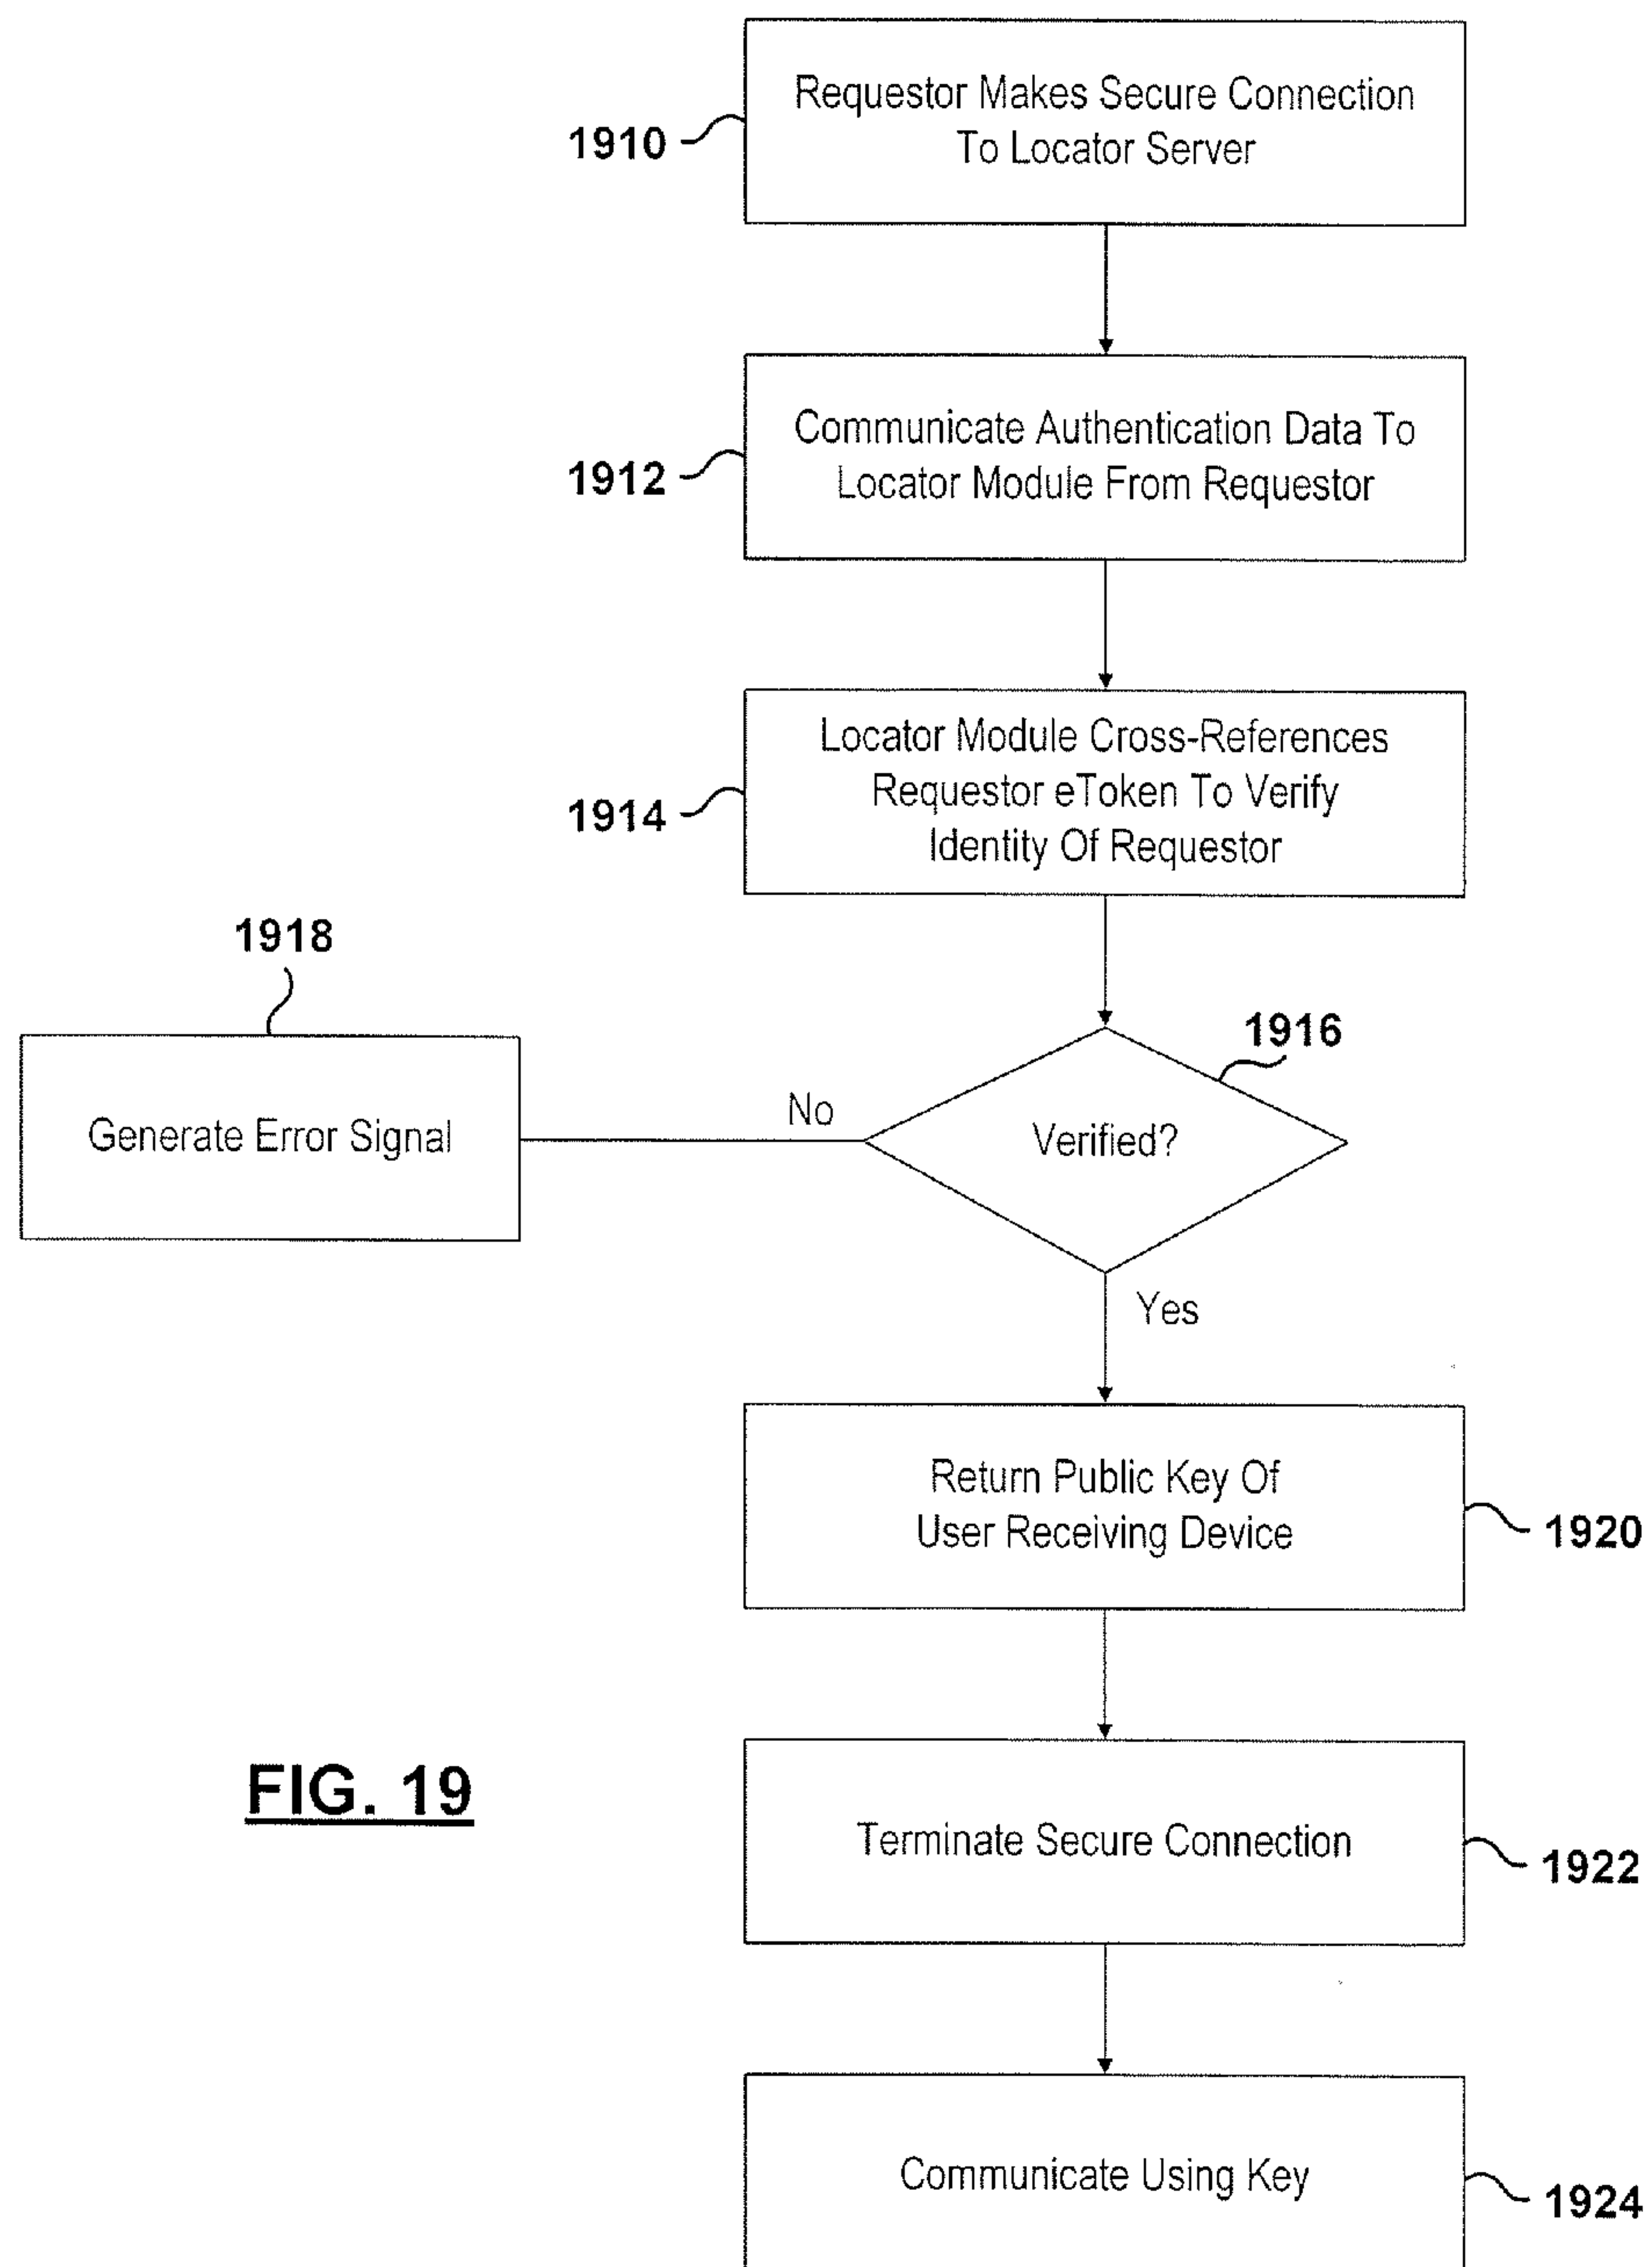 Requestor Makes Secure Connection
To Locator Server
1910
Communicate Authentication Data To
Locator Module From Requestor
1912
Locator Module Cross-References
Requestor eToken To Verify
Identity Of Requestor
1914
1918
1916
Generate Error Signal
No
Verified?
Yes
Return Public Key Of
User Receiving Device
1920
FIG. 19
Terminate Secure Connection
1922
Communicate Using Key
1924